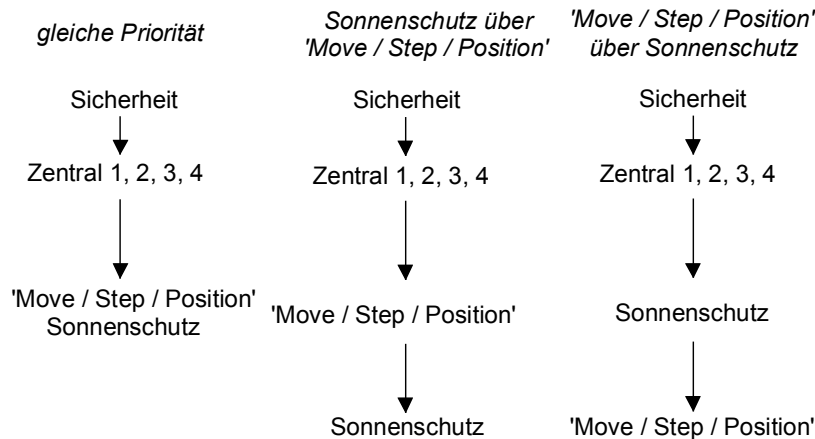 gleiche Priorität
Sicherheit
Zentral 1, 2, 3, 4
'Move / Step / Position'
Sonnenschutz
Sonnenschutz über
'Move / Step / Position'
Sicherheit
Zentral 1, 2, 3, 4
'Move / Step / Position'
Sonnenschutz
'Move / Step / Position'
über Sonnenschutz
Sicherheit
Zentral 1, 2, 3, 4
Sonnenschutz
'Move / Step / Position'